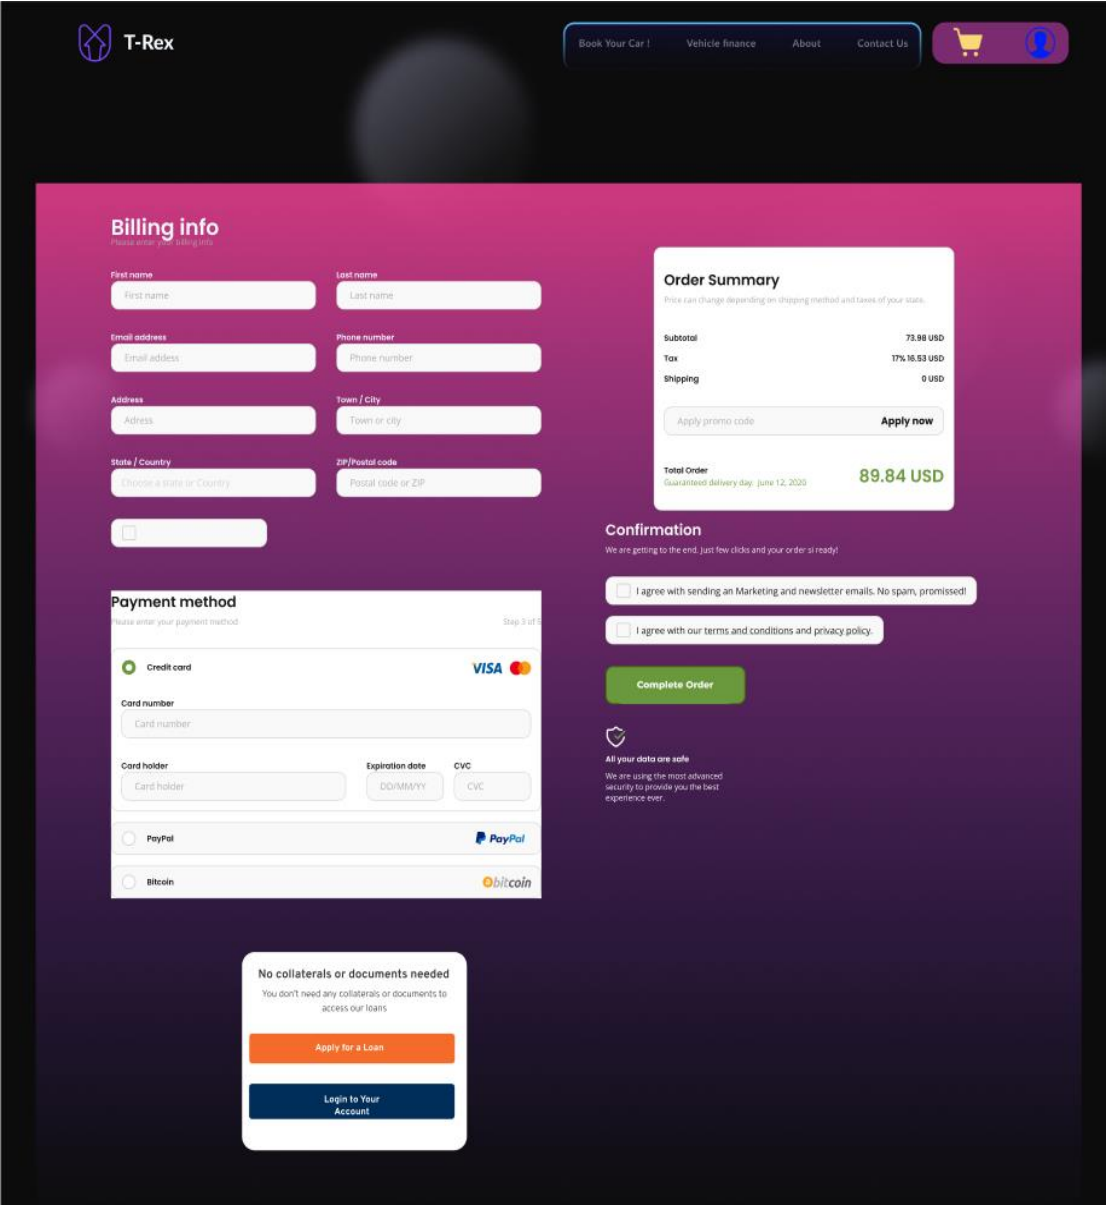 T-Rex
Book Your Car !
Vehicle finance
About
Contact Us
Billing info
Please enter your billing info
First name
Last name
First name
Last name
Email address
Phone number
Email addess
Phone number
Address
Town / City
Adress
Town or city
State / Country
ZIP/Postal code
Choose a state or Country
Postal code or ZIP
Payment method
Please enter your payment method
Step 3 of 5
Credit card
VISA
Card number
Card number
Card holder
Expiration date
CVC
Card holder
DD/MM/YY
CVC
PayPal
PayPal
Bitcoin
bitcoin
Order Summary
Price can change depending on shipping method and taxes of your state.
Subtotal
73.98 USD
Tax
17% 16.53 USD
Shipping
0 USD
Apply promo code
Apply now
Total Order
Guaranteed delivery day: June 12, 2020
89.84 USD
Confirmation
We are getting to the end. Just few clicks and your order si ready!
I agree with sending an Marketing and newsletter emails. No spam, promissed!
I agree with our terms and conditions and privacy policy.
Complete Order
All your data are safe
We are using the most advanced
security to provide you the best
experience ever.
No collaterals or documents needed
You don't need any collaterals or documents to
access our loans
Apply for a Loan
Login to Your
Account